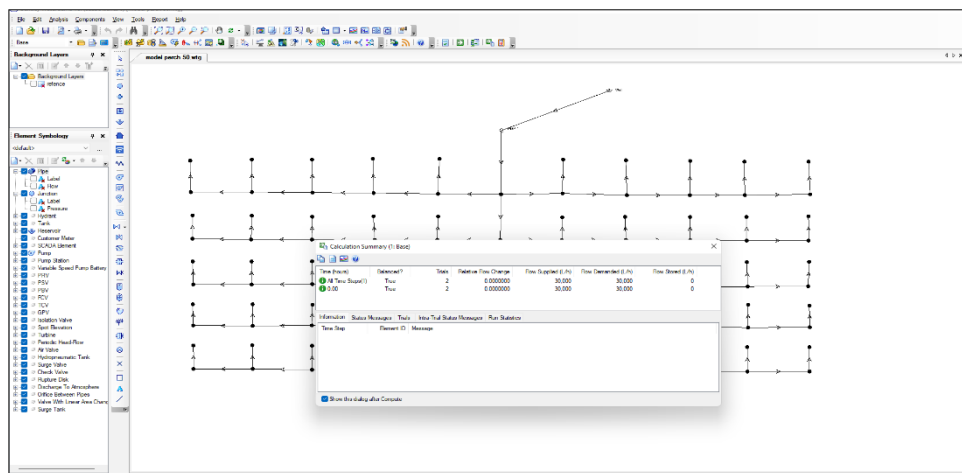 File Edit Analysis Components View Tools Report Help
Base
Background Layers
Background Layers
refence
model perch 50 wtg
Element Symbology
<default>
Pipe
Label
Flow
Junction
Label
Pressure
Hydrant
Tank
Reservoir
Customer Meter
SCADA Element
Pump
Pump Station
Variable Speed Pump Battery
PRV
PSV
PBV
FCV
TCV
GPV
Isolation Valve
Spot Elevation
Turbine
Periodic Head-Flow
Air Valve
Hydropneumatic Tank
Surge Valve
Check Valve
Rupture Disk
Discharge To Atmosphere
Orifice Between Pipes
Valve With Linear Area Chang
Surge Tank
Calculation Summary (1: Base)
Time (hours) Balanced? Trials Relative Flow Change Flow Supplied (L/h) Flow Demanded (L/h) Flow Stored (L/h)
All Time Steps(1) True 2 0.0000000 30,000 30,000 0
0.00 True 2 0.0000000 30,000 30,000 0
Information Status Messages Trials Intra-Trial Status Messages Run Statistics
Time Step Element ID Message
Show this dialog after Compute